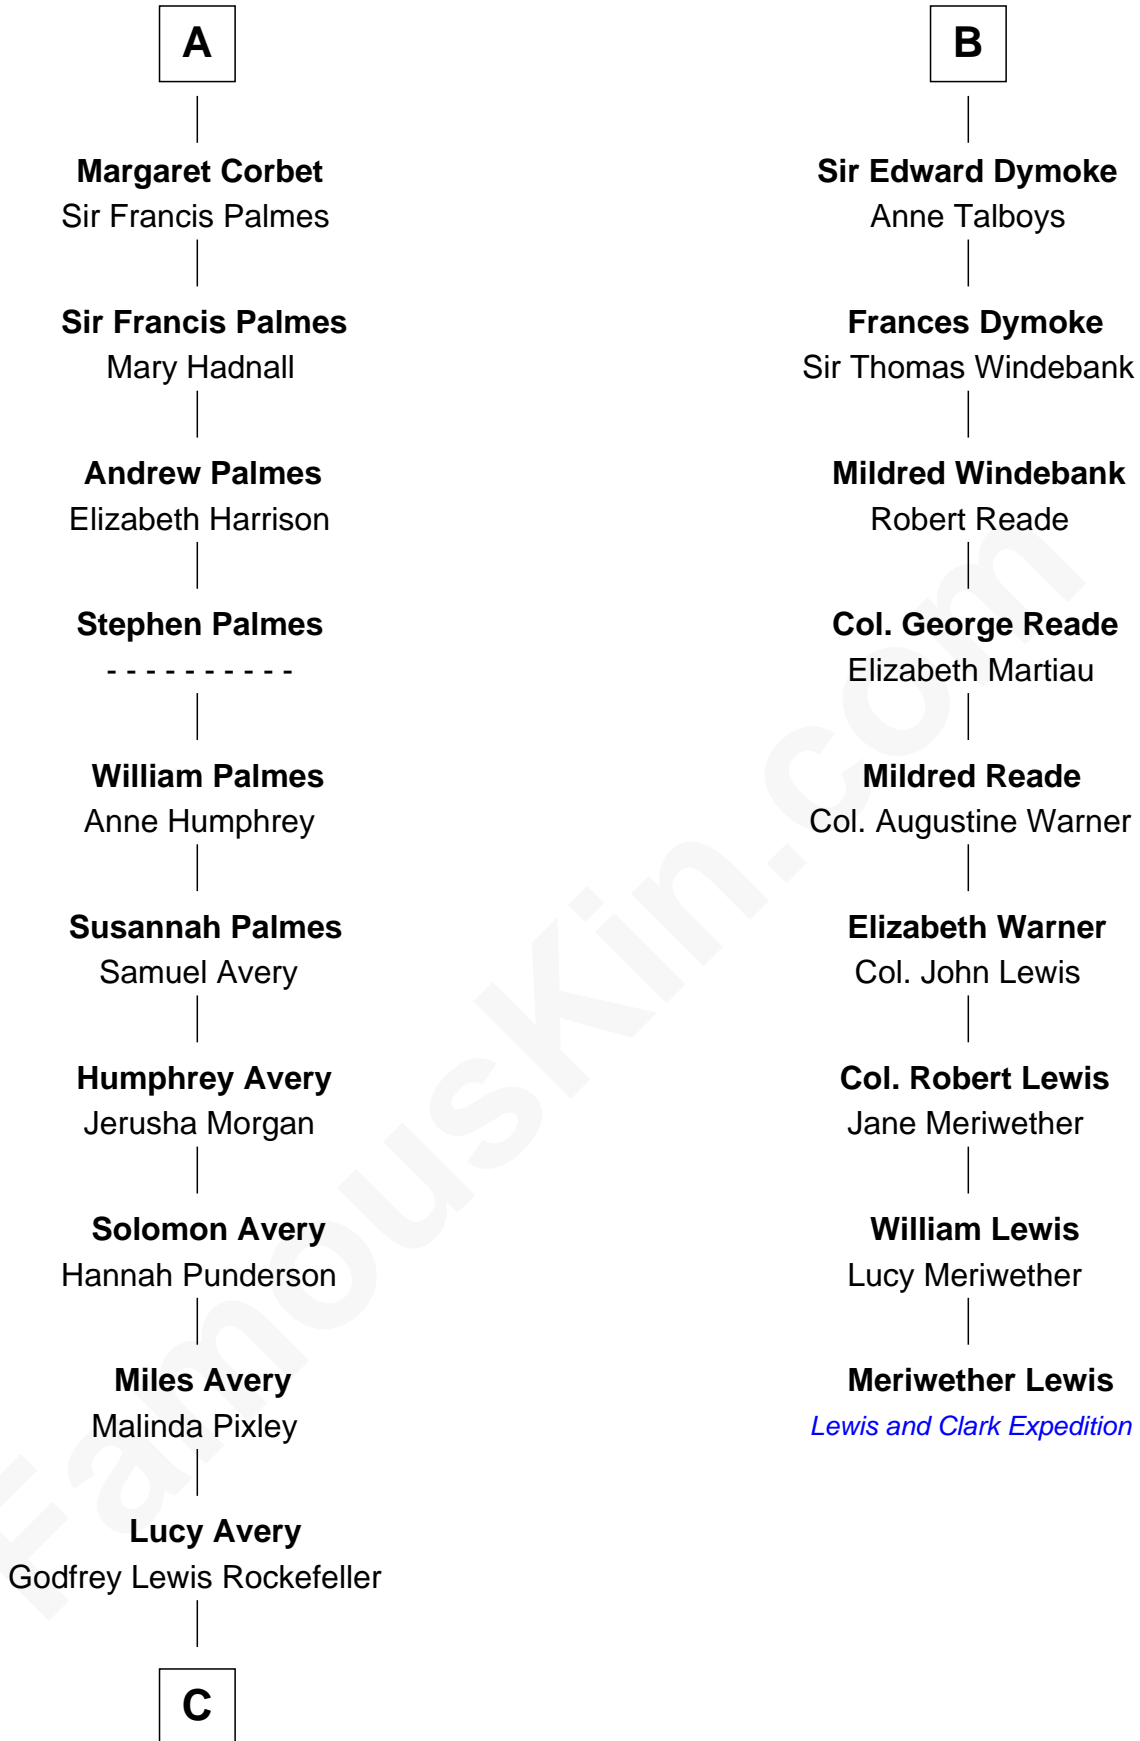 A
Margaret Corbet
Sir Francis Palmes
Sir Francis Palmes
Mary Hadnall
Andrew Palmes
Elizabeth Harrison
Stephen Palmes
- - - - - - - - - -
William Palmes
Anne Humphrey
Susannah Palmes
Samuel Avery
Humphrey Avery
Jerusha Morgan
Solomon Avery
Hannah Punderson
Miles Avery
Malinda Pixley
Lucy Avery
Godfrey Lewis Rockefeller
C
B
Sir Edward Dymoke
Anne Talboys
Frances Dymoke
Sir Thomas Windebank
Mildred Windebank
Robert Reade
Col. George Reade
Elizabeth Martiau
Mildred Reade
Col. Augustine Warner
Elizabeth Warner
Col. John Lewis
Col. Robert Lewis
Jane Meriwether
William Lewis
Lucy Meriwether
Meriwether Lewis
Lewis and Clark Expedition
FamousKin.com